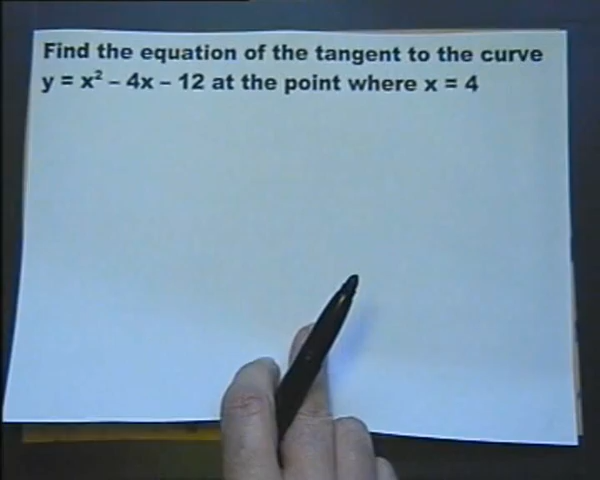 Find the equation of the tangent to the curve
y = x² – 4x – 12 at the point where x = 4